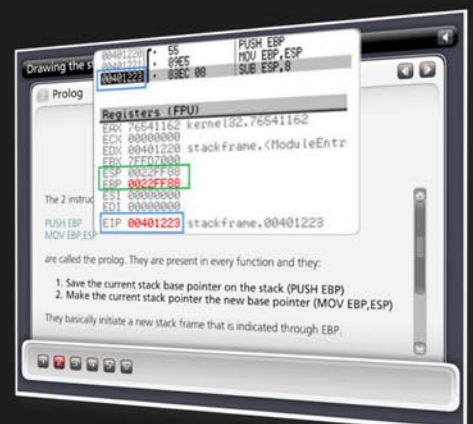 Drawing the
00401220 55 PUSH EBP
00401221 89E5 MOV EBP,ESP
00401223 83EC 08 SUB ESP,8
Prolog
Registers (FPU)
EAX 76541162 kernel32.76541162
ECX 00000000
EDX 00401220 stackframe.<ModuleEntr
EBX 7FFD7000
ESP 0022FF88
EBP 0022FF88
ESI 00000000
EDI 00000000
EIP 00401223 stackframe.00401223
The 2
PUSH EBP
MOV EBP,ESP
are called the prolog. They are present in every function and they:
1. Save the current stack base pointer on the stack (PUSH EBP)
2. Make the current stack pointer the new base pointer (MOV EBP,ESP)
They basically initiate a new stack frame that is indicated through EBP.